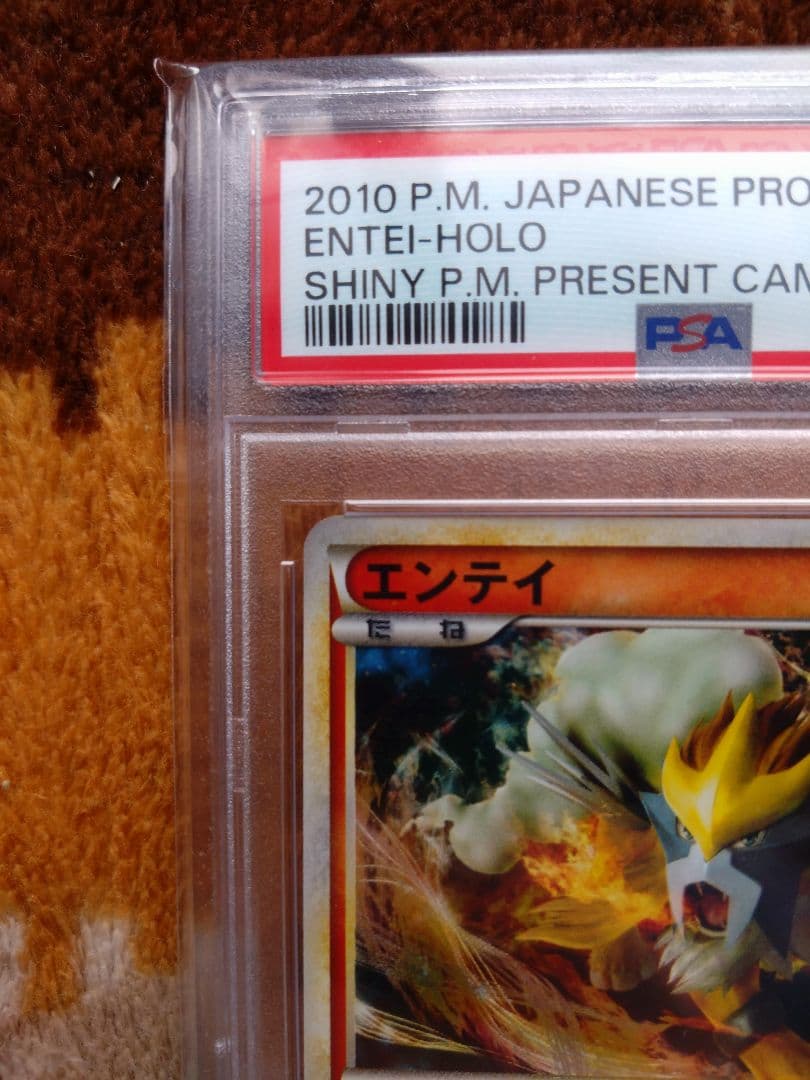 2010 P.M. JAPANESE PRO
ENTEI-HOLO
SHINY P.M. PRESENT CAM
PSA
エンテイ
たね